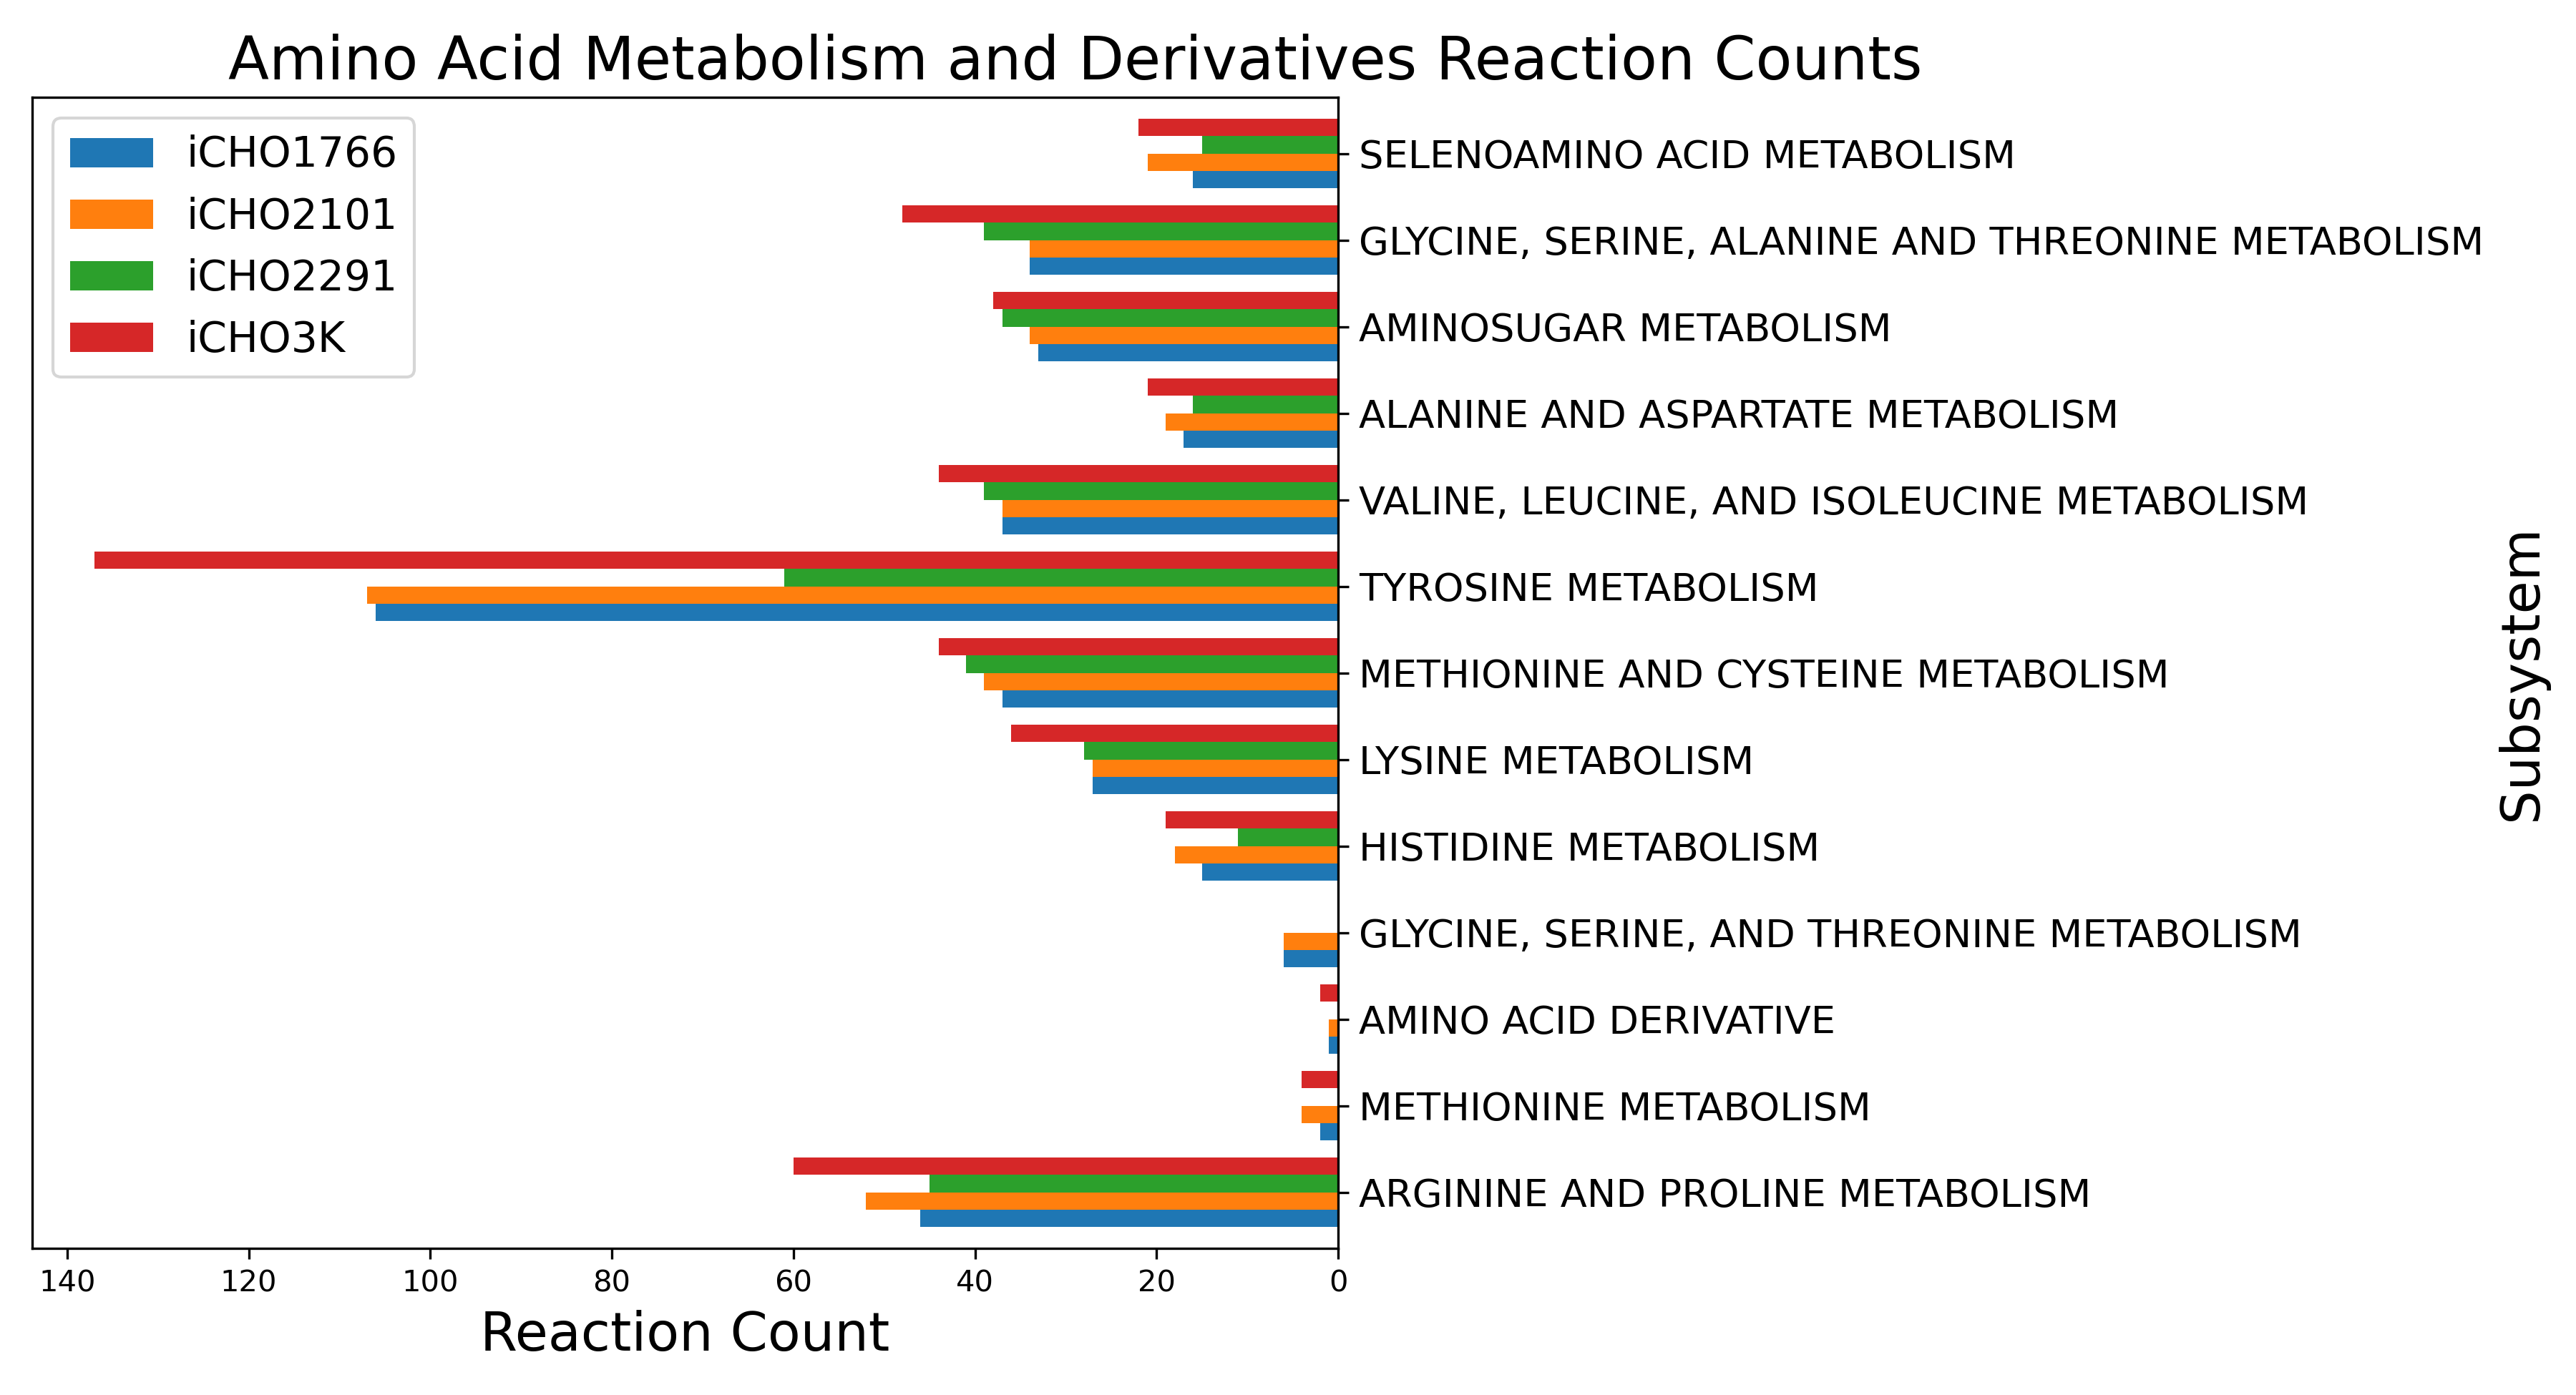 Amino Acid Metabolism and Derivatives Reaction Counts
iCHO1766
iCHO2101
iCHO2291
iCHO3K
SELENOAMINO ACID METABOLISM
GLYCINE, SERINE, ALANINE AND THREONINE METABOLISM
AMINOSUGAR METABOLISM
ALANINE AND ASPARTATE METABOLISM
VALINE, LEUCINE, AND ISOLEUCINE METABOLISM
TYROSINE METABOLISM
METHIONINE AND CYSTEINE METABOLISM
LYSINE METABOLISM
HISTIDINE METABOLISM
GLYCINE, SERINE, AND THREONINE METABOLISM
AMINO ACID DERIVATIVE
METHIONINE METABOLISM
ARGININE AND PROLINE METABOLISM
Subsystem
140 120 100 80 60 40 20 0
Reaction Count